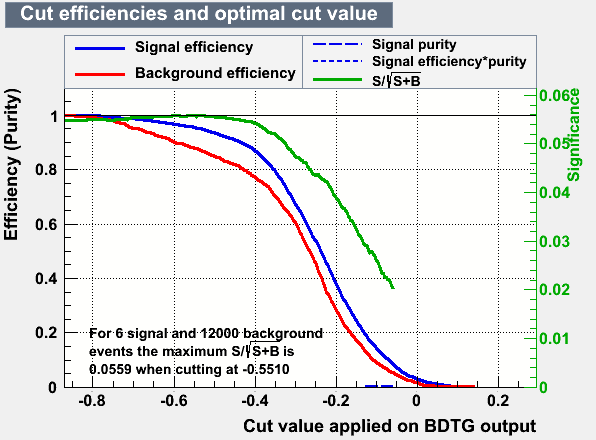 Cut efficiencies and optimal cut value
Signal efficiency
Background efficiency
Signal purity
Signal efficiency*purity
S/√S+B
Efficiency (Purity)
1
0.8
0.6
0.4
0.2
0
0.06
0.05
0.04
0.03
0.02
0.01
0
Significance
For 6 signal and 12000 background
events the maximum S/√S+B is
0.0559 when cutting at -0.5510
-0.8 -0.6 -0.4 -0.2 0 0.2
Cut value applied on BDTG output